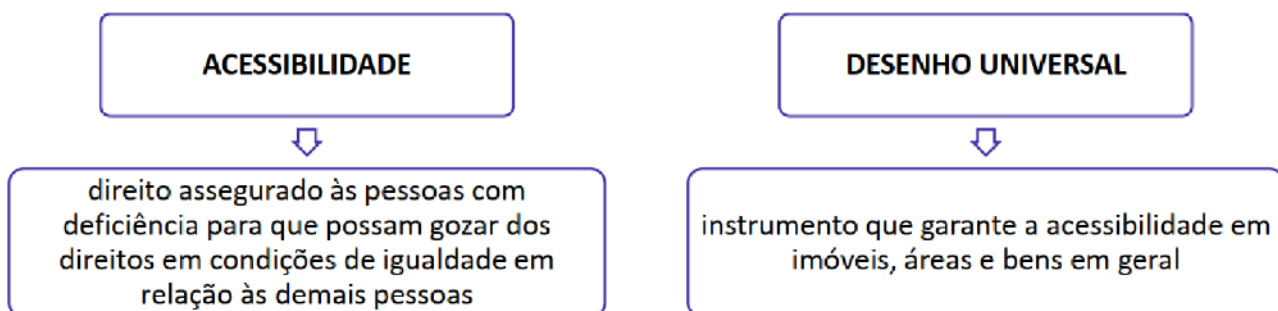 ACESSIBILIDADE
direito assegurado às pessoas com
deficiência para que possam gozar dos
direitos em condições de igualdade em
relação às demais pessoas
DESENHO UNIVERSAL
instrumento que garante a acessibilidade em
imóveis, áreas e bens em geral